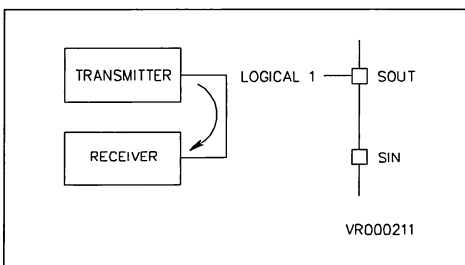 TRANSMITTER
LOGICAL 1
SOUT
RECEIVER
SIN
VR000211